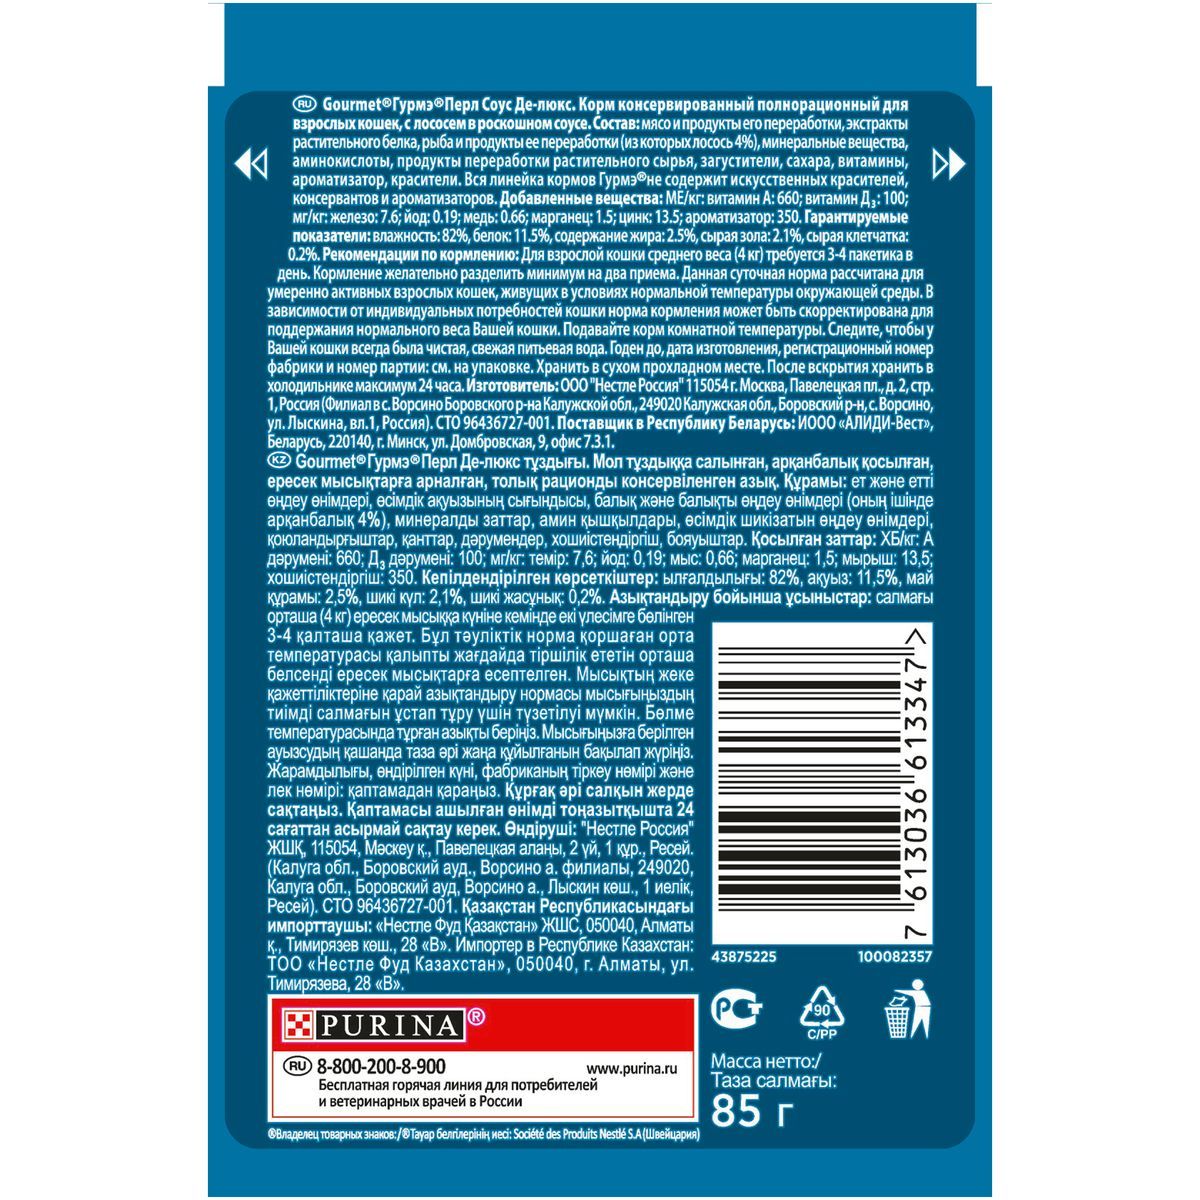 RU Gourmet®Гурмэ®Перл Соус Де-люкс. Корм консервированный полнорационный для
взрослых кошек, с лососем в роскошном соусе. Состав: мясо и продукты его переработки, экстракты
растительного белка, рыба и продукты ее переработки (из которых лосось 4%), минеральные вещества,
аминокислоты, продукты переработки растительного сырья, загустители, сахара, витамины,
ароматизатор, красители. Вся линейка кормов Гурмэ®не содержит искусственных красителей,
консервантов и ароматизаторов. Добавленные вещества: МЕ/кг: витамин А: 660; витамин Д₃: 100;
мг/кг: железо: 7.6; йод: 0.19; медь: 0.66; марганец: 1.5; цинк: 13.5; ароматизатор: 350. Гарантируемые
показатели: влажность: 82%, белок: 11.5%, содержание жира: 2.5%, сырая зола: 2.1%, сырая клетчатка:
0.2%. Рекомендации по кормлению: Для взрослой кошки среднего веса (4 кг) требуется 3-4 пакетика в
день. Кормление желательно разделить минимум на два приема. Данная суточная норма рассчитана для
умеренно активных взрослых кошек, живущих в условиях нормальной температуры окружающей среды. В
зависимости от индивидуальных потребностей кошки норма кормления может быть скорректирована для
поддержания нормального веса Вашей кошки. Подавайте корм комнатной температуры. Следите, чтобы у
Вашей кошки всегда была чистая, свежая питьевая вода. Годен до, дата изготовления, регистрационный номер
фабрики и номер партии: см. на упаковке. Хранить в сухом прохладном месте. После вскрытия хранить в
холодильнике максимум 24 часа. Изготовитель: ООО "Нестле Россия" 115054 г. Москва, Павелецкая пл., д. 2, стр.
1, Россия (Филиал в с. Ворсино Боровского р-на Калужской обл., 249020 Калужская обл., Боровский р-н, с. Ворсино,
ул. Лыскина, вл.1, Россия). СТО 96436727-001. Поставщик в Республику Беларусь: ИООО «АЛИДИ-Вест»,
Беларусь, 220140, г. Минск, ул. Домбровская, 9, офис 7.3.1.
KZ Gourmet®Гурмэ®Перл Де-люкс тұздығы. Мол тұздыққа салынған, арқанбалық қосылған,
ересек мысықтарға арналған, толық рационды консервіленген азық. Құрамы: ет және етті
өңдеу өнімдері, өсімдік ақуызының сығындысы, балық және балықты өңдеу өнімдері (оның ішінде
арқанбалық 4%), минералды заттар, амин қышқылдары, өсімдік шикізатын өңдеу өнімдері,
қоюландырғыштар, қанттар, дәрумендер, хошиістендіргіш, бояуыштар. Қосылған заттар: ХБ/кг: А
дәрумені: 660; Д₃ дәрумені: 100; мг/кг: темір: 7,6; йод: 0,19; мыс: 0,66; марганец: 1,5; мырыш: 13,5;
хошиістендіргіш: 350. Кепілдендірілген көрсеткіштер: ылғалдылығы: 82%, ақуыз: 11,5%, май
құрамы: 2,5%, шикі күл: 2,1%, шикі жасұнық: 0,2%. Азықтандыру бойынша ұсыныстар: салмағы
орташа (4 кг) ересек мысыққа күніне кемінде екі үлесімге бөлінген
3-4 қалташа қажет. Бұл тәуліктік норма қоршаған орта
температурасы қалыпты жағдайда тіршілік ететін орташа
белсенді ересек мысықтарға есептелген. Мысықтың жеке
қажеттіліктеріне қарай азықтандыру нормасы мысығыңыздың
тиімді салмағын ұстап тұру үшін түзетілуі мүмкін. Бөлме
температурасында тұрған азықты беріңіз. Мысығыңызға берілген
ауызсудың қашанда таза әрі жаңа құйылғанын бақылап жүріңіз.
Жарамдылығы, өндірілген күні, фабриканың тіркеу нөмірі және
лек нөмірі: қаптамадан қараңыз. Құрғақ әрі салқын жерде
сақтаңыз. Қаптамасы ашылған өнімді тоңазытқышта 24
сағаттан асырмай сақтау керек. Өндіруші: "Нестле Россия"
ЖШҚ, 115054, Мәскеу қ., Павелецкая алаңы, 2 үй, 1 құр., Ресей.
(Калуга обл., Боровский ауд., Ворсино а. филиалы, 249020,
Калуга обл., Боровский ауд, Ворсино а., Лыскин көш., 1 иелік,
Ресей). СТО 96436727-001. Қазақстан Республикасындағы
импорттаушы: «Нестле Фуд Қазақстан» ЖШС, 050040, Алматы
қ., Тимирязев көш., 28 «В». Импортер в Республике Казахстан:
ТОО «Нестле Фуд Казахстан», 050040, г. Алматы, ул.
Тимирязева, 28 «В».
7 613036 613347 >
43875225 100082357
РСТ
90
C/PP
PURINA®
RU 8-800-200-8-900 www.purina.ru
Бесплатная горячая линия для потребителей
и ветеринарных врачей в России
Масса нетто:/
Таза салмағы:
85 г
®Владелец товарных знаков:/®Тауар белгілерінің иесі: Société des Produits Nestlé S.A (Швейцария)